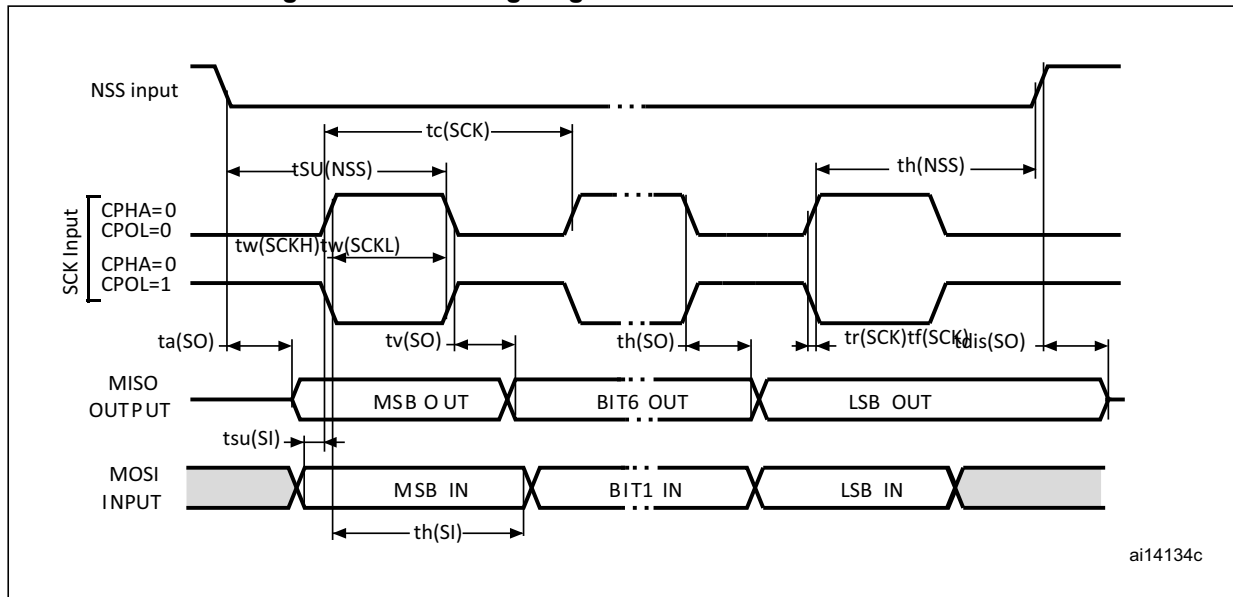 NSS input
tc(SCK)
tSU(NSS)
th(NSS)
SCK Input
CPHA=0
CPOL=0
tw(SCKH)tw(SCKL)
CPHA=0
CPOL=1
ta(SO)
tv(SO)
th(SO)
tr(SCK)tf(SCK)
tdis(SO)
MISO
OUTPUT
MSB OUT
BIT6 OUT
LSB OUT
tsu(SI)
MOSI
INPUT
MSB IN
BIT1 IN
LSB IN
th(SI)
ai14134c